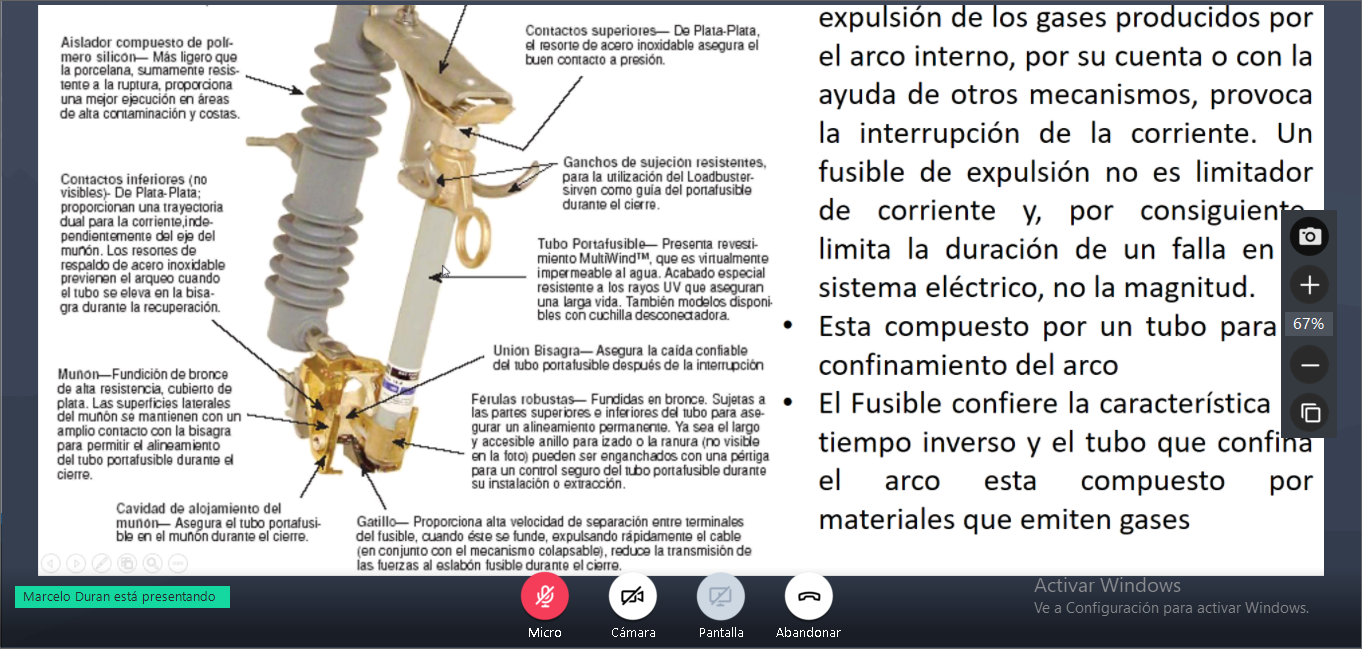 Aislador compuesto de polí-
mero silicón— Más ligero que
la porcelana, sumamente resis-
tente a la ruptura, proporciona
una mejor ejecución en áreas
de alta contaminación y costas.
Contactos superiores— De Plata-Plata,
el resorte de acero inoxidable asegura el
buen contacto a presión.
Ganchos de sujeción resistentes,
para la utilización del Loadbuster-
sirven como guía del portafusible
durante el cierre.
Contactos inferiores (no
visibles)- De Plata-Plata;
proporcionan una trayectoria
dual para la corriente,inde-
pendientemente del eje del
muñón. Los resortes de
respaldo de acero inoxidable
previenen el arqueo cuando
el tubo se eleva en la bisa-
gra durante la recuperación.
Tubo Portafusible— Presenta revesti-
miento MultiWind™, que es virtualmente
impermeable al agua. Acabado especial
resistente a los rayos UV que aseguran
una larga vida. También modelos disponi-
bles con cuchilla desconectadora.
Unión Bisagra— Asegura la caída confiable
del tubo portafusible después de la interrupción
Muñón—Fundición de bronce
de alta resistencia, cubierto de
plata. Las superficies laterales
del muñón se mantienen con un
amplio contacto con la bisagra
para permitir el alineamiento
del tubo portafusible durante el
cierre.
Férulas robustas— Fundidas en bronce. Sujetas a
las partes superiores e inferiores del tubo para ase-
gurar un alineamiento permanente. Ya sea el largo
y accesible anillo para izado o la ranura (no visible
en la foto) pueden ser enganchados con una pértiga
para un control seguro del tubo portafusible durante
su instalación o extracción.
Cavidad de alojamiento del
muñón— Asegura el tubo portafusi-
ble en el muñón durante el cierre.
Gatillo— Proporciona alta velocidad de separación entre terminales
del fusible, cuando éste se funde, expulsando rápidamente el cable
(en conjunto con el mecanismo colapsable), reduce la transmisión de
las fuerzas al eslabón fusible durante el cierre.
expulsión de los gases producidos por
el arco interno, por su cuenta o con la
ayuda de otros mecanismos, provoca
la interrupción de la corriente. Un
fusible de expulsión no es limitador
de corriente y, por consiguiente,
limita la duración de un falla en
sistema eléctrico, no la magnitud.
• Esta compuesto por un tubo para
confinamiento del arco
• El Fusible confiere la característica
tiempo inverso y el tubo que confina
el arco esta compuesto por
materiales que emiten gases
67%
Marcelo Duran está presentando
Micro
Cámara
Pantalla
Abandonar
Activar Windows
Ve a Configuración para activar Windows.